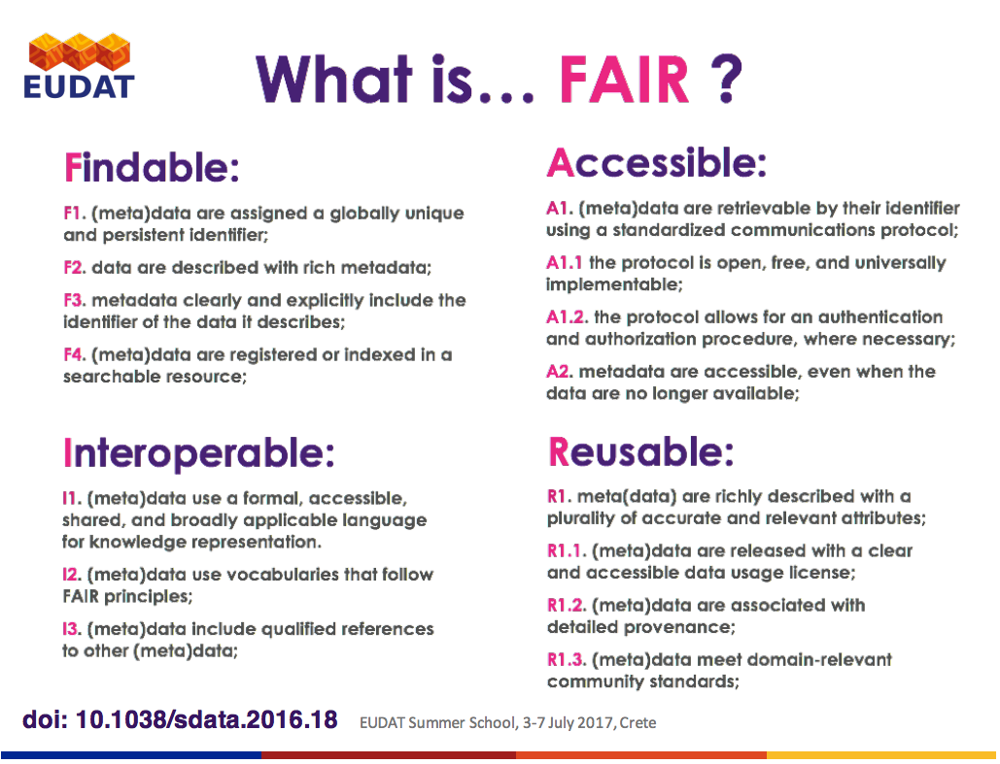 EUDAT
What is... FAIR ?
Findable:
F1. (meta)data are assigned a globally unique
and persistent identifier;
F2. data are described with rich metadata;
F3. metadata clearly and explicitly include the
identifier of the data it describes;
F4. (meta)data are registered or indexed in a
searchable resource;
Accessible:
A1. (meta)data are retrievable by their identifier
using a standardized communications protocol;
A1.1 the protocol is open, free, and universally
implementable;
A1.2. the protocol allows for an authentication
and authorization procedure, where necessary;
A2. metadata are accessible, even when the
data are no longer available;
Interoperable:
I1. (meta)data use a formal, accessible,
shared, and broadly applicable language
for knowledge representation.
I2. (meta)data use vocabularies that follow
FAIR principles;
I3. (meta)data include qualified references
to other (meta)data;
Reusable:
R1. meta(data) are richly described with a
plurality of accurate and relevant attributes;
R1.1. (meta)data are released with a clear
and accessible data usage license;
R1.2. (meta)data are associated with
detailed provenance;
R1.3. (meta)data meet domain-relevant
community standards;
doi: 10.1038/sdata.2016.18
EUDAT Summer School, 3-7 July 2017, Crete